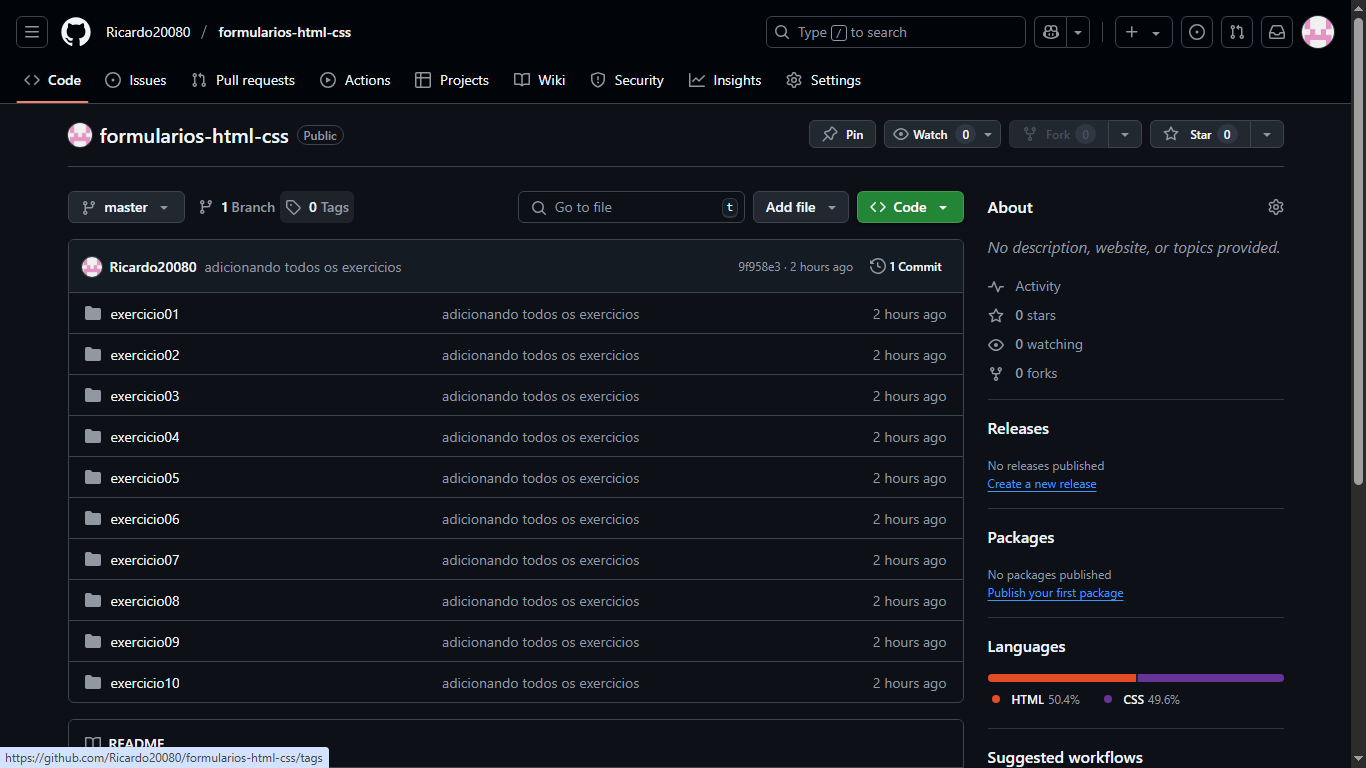 Ricardo20080 / formularios-html-css Type / to search
Code Issues Pull requests Actions Projects Wiki Security Insights Settings
formularios-html-css Public Pin Watch 0 Fork 0 Star 0
master 1 Branch 0 Tags Go to file t Add file Code
Ricardo20080 adicionando todos os exercicios 9f958e3 · 2 hours ago 1 Commit
exercicio01 adicionando todos os exercicios 2 hours ago
exercicio02 adicionando todos os exercicios 2 hours ago
exercicio03 adicionando todos os exercicios 2 hours ago
exercicio04 adicionando todos os exercicios 2 hours ago
exercicio05 adicionando todos os exercicios 2 hours ago
exercicio06 adicionando todos os exercicios 2 hours ago
exercicio07 adicionando todos os exercicios 2 hours ago
exercicio08 adicionando todos os exercicios 2 hours ago
exercicio09 adicionando todos os exercicios 2 hours ago
exercicio10 adicionando todos os exercicios 2 hours ago
README
About
No description, website, or topics provided.
Activity
0 stars
0 watching
0 forks
Releases
No releases published
Create a new release
Packages
No packages published
Publish your first package
Languages
HTML 50.4% CSS 49.6%
Suggested workflows
https://github.com/Ricardo20080/formularios-html-css/tags